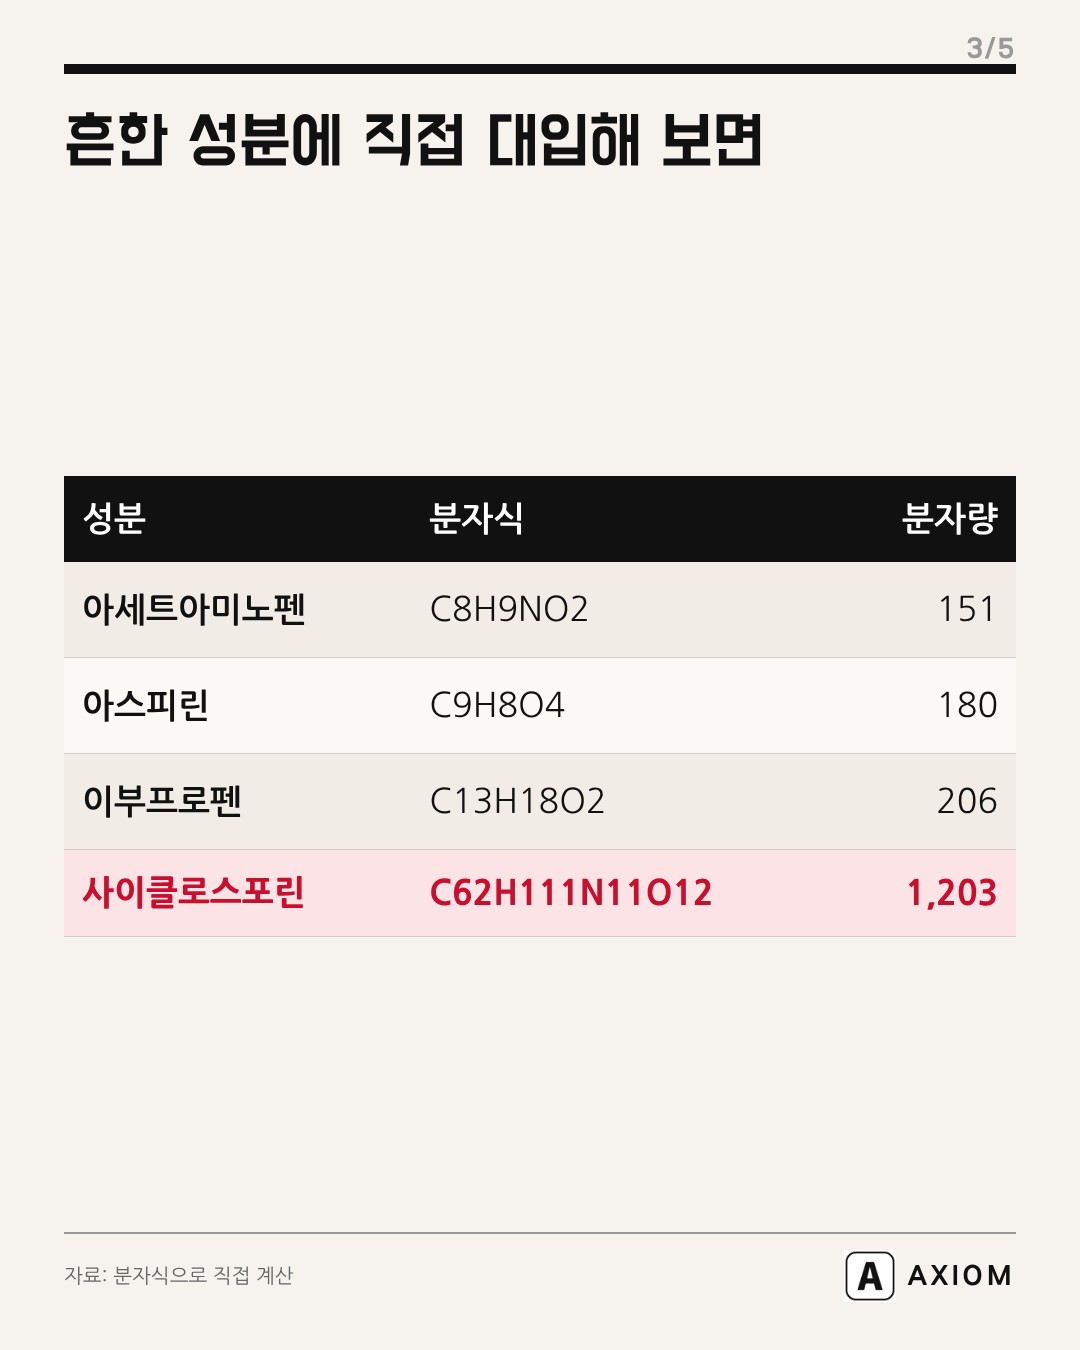 3/5
흔한 성분에 직접 대입해 보면
성분 분자식 분자량
아세트아미노펜 C8H9NO2 151
아스피린 C9H8O4 180
이부프로펜 C13H18O2 206
사이클로스포린 C62H111N11O12 1,203
자료: 분자식으로 직접 계산
A AXIOM